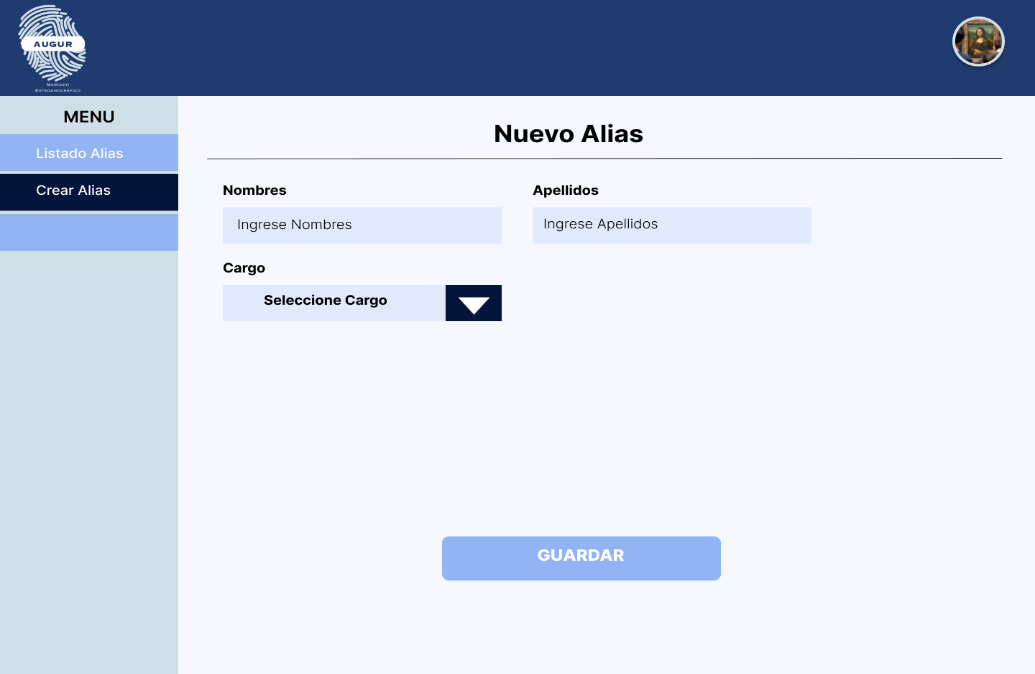 AUGUR
MENU
Listado Alias
Crear Alias
Nuevo Alias
Nombres
Apellidos
Ingrese Nombres
Ingrese Apellidos
Cargo
Seleccione Cargo
GUARDAR